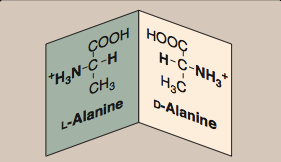 COOH
⁺H₃N-C-H
CH₃
L-Alanine
HOOC
H-C-NH₃⁺
H₃C
D-Alanine